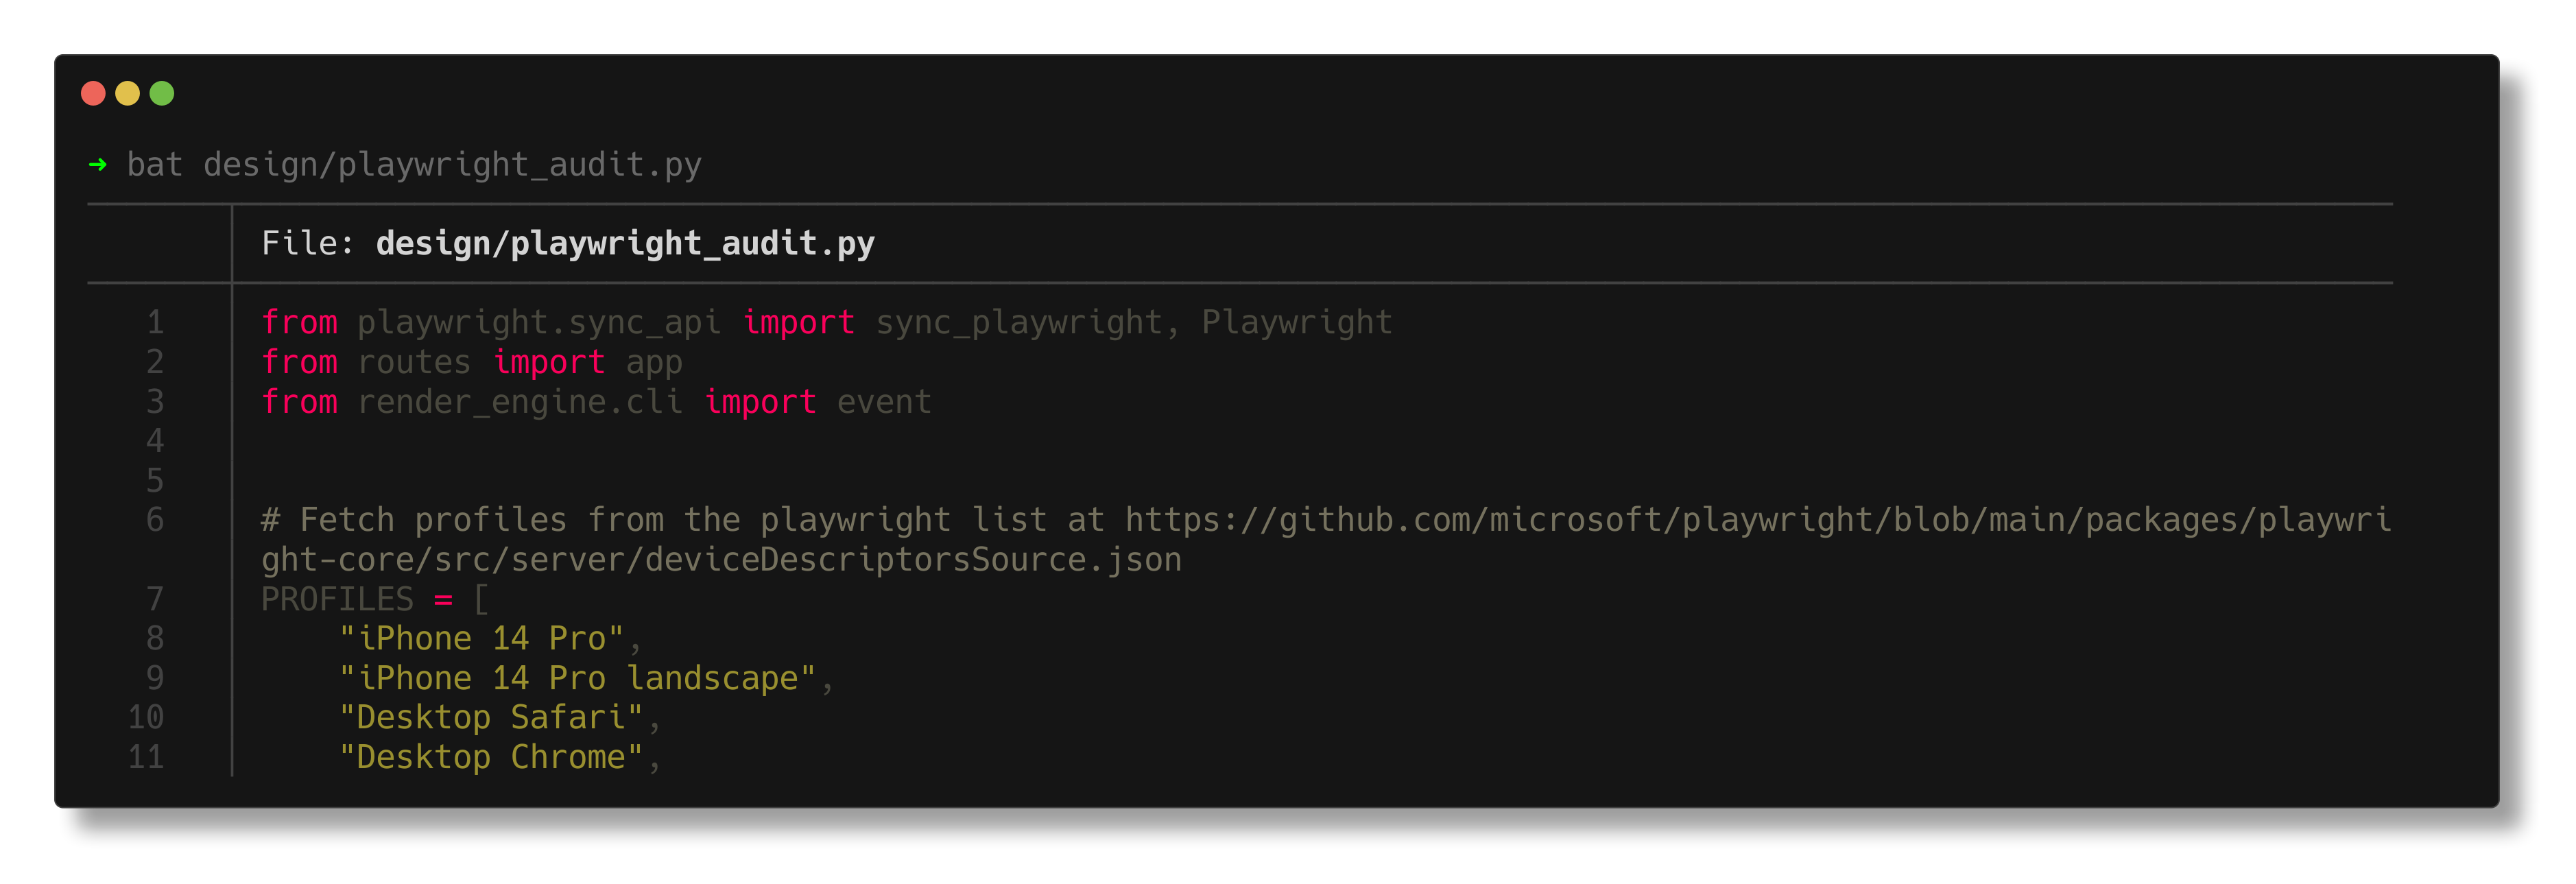 ➜ bat design/playwright_audit.py
File: design/playwright_audit.py
1 from playwright.sync_api import sync_playwright, Playwright
2 from routes import app
3 from render_engine.cli import event
4
5
6 # Fetch profiles from the playwright list at https://github.com/microsoft/playwright/blob/main/packages/playwri
ght-core/src/server/deviceDescriptorsSource.json
7 PROFILES = [
8     "iPhone 14 Pro",
9     "iPhone 14 Pro landscape",
10     "Desktop Safari",
11     "Desktop Chrome",